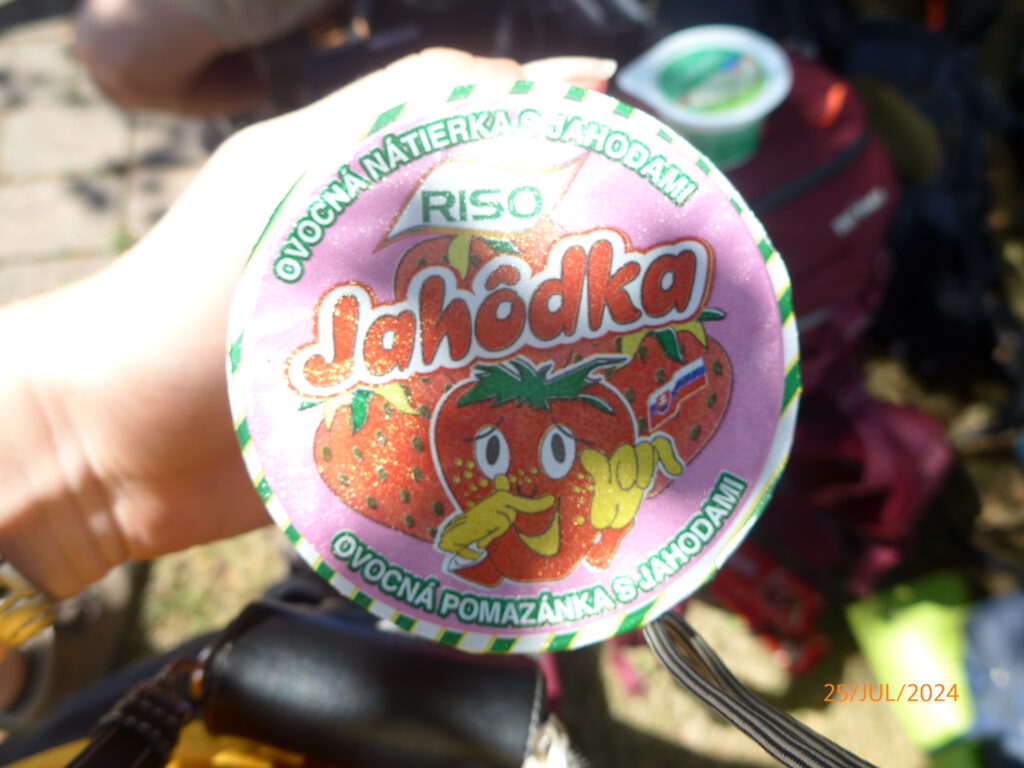 OVOCNÁ NÁTIERKA S JAHODAMI
RISO
Jahôdka
OVOCNÁ POMAZÁNKA S JAHODAMI
25/JUL/2024